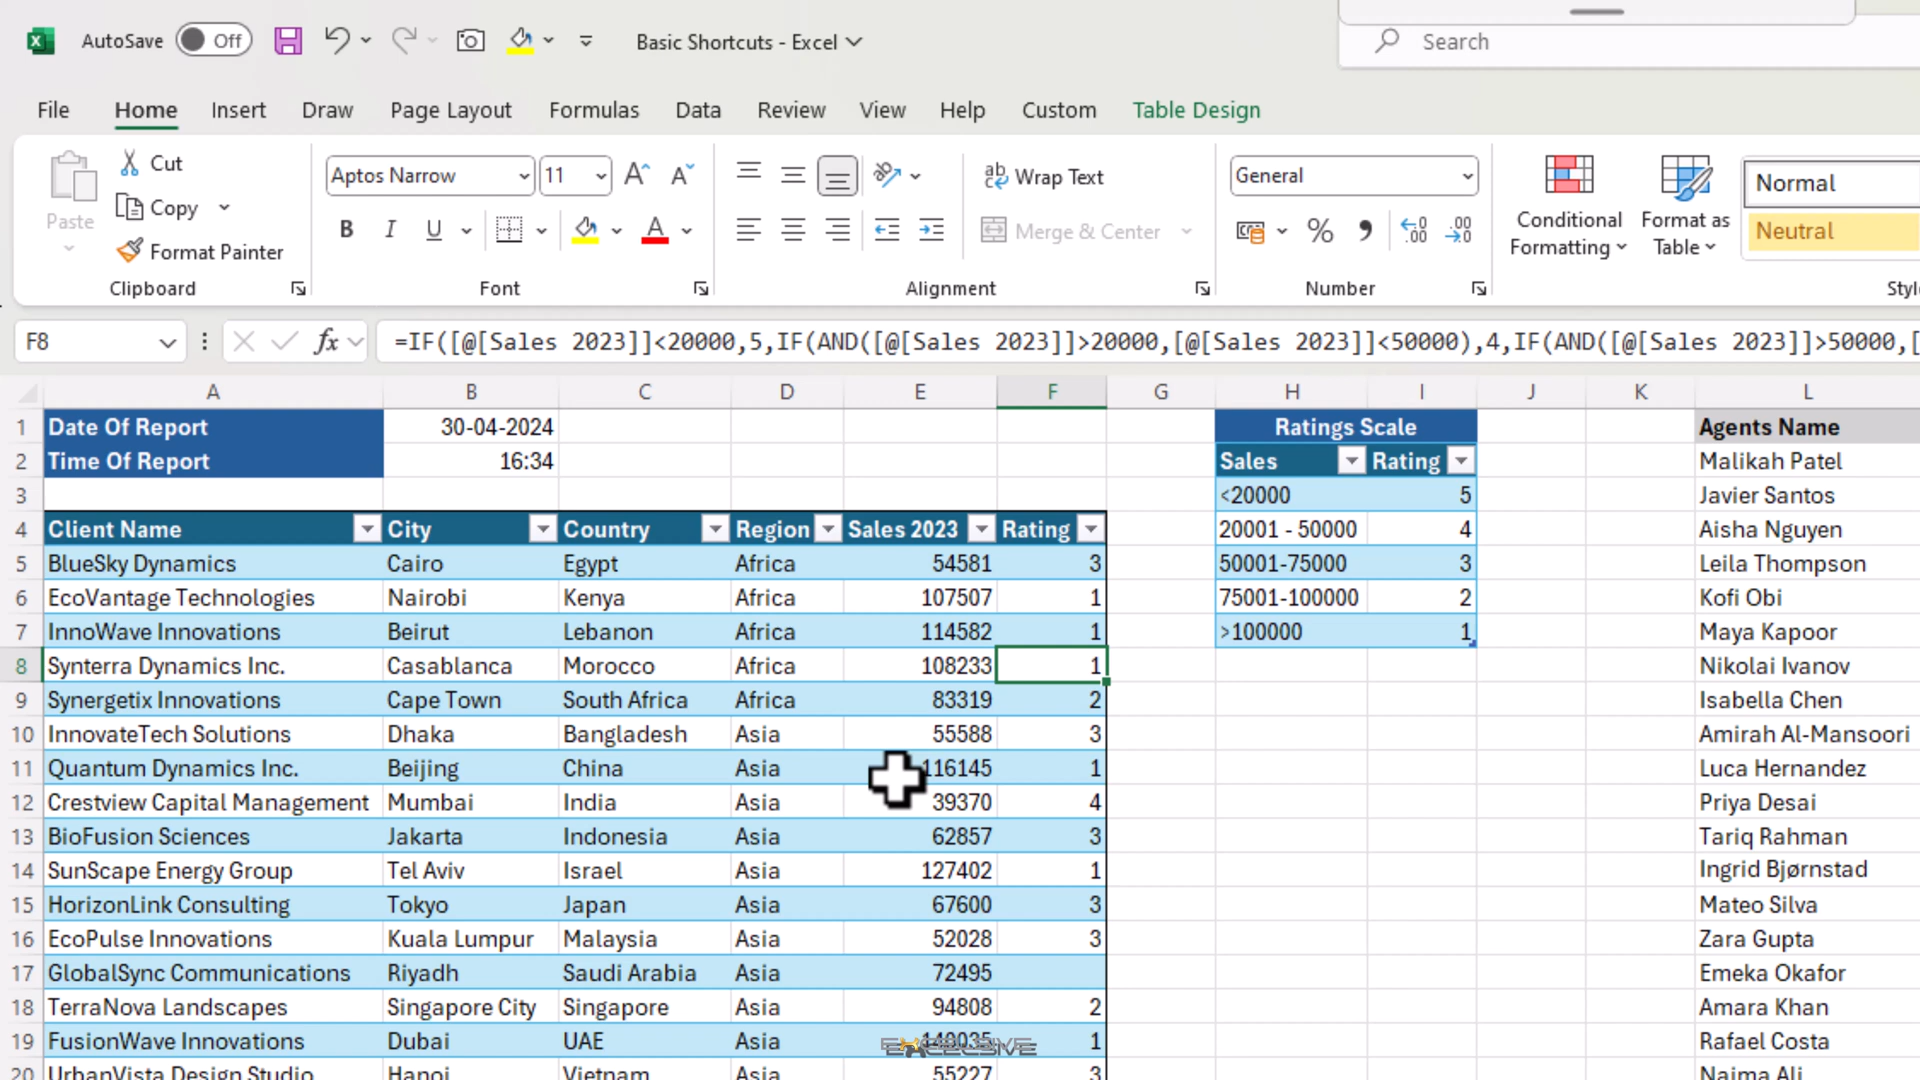 AutoSave Off Basic Shortcuts - Excel Search
File Home Insert Draw Page Layout Formulas Data Review View Help Custom Table Design
Paste
Cut
Copy
Format Painter
Clipboard
Aptos Narrow 11
B I U A
Font
ab Wrap Text
Merge & Center
Alignment
General
% 9 .00 .00
Number
Conditional Formatting
Format as Table
Normal
Neutral
F8 fx =IF([@[Sales 2023]]<20000,5,IF(AND([@[Sales 2023]]>20000,[@[Sales 2023]]<50000),4,IF(AND([@[Sales 2023]]>50000,[
A B C D E F G H I J K L
1 Date Of Report 30-04-2024 Ratings Scale Agents Name
2 Time Of Report 16:34 Sales Rating Malikah Patel
3 <20000 5 Javier Santos
4 Client Name City Country Region Sales 2023 Rating 20001 - 50000 4 Aisha Nguyen
5 BlueSky Dynamics Cairo Egypt Africa 54581 3 50001-75000 3 Leila Thompson
6 EcoVantage Technologies Nairobi Kenya Africa 107507 1 75001-100000 2 Kofi Obi
7 InnoWave Innovations Beirut Lebanon Africa 114582 1 >100000 1 Maya Kapoor
8 Synterra Dynamics Inc. Casablanca Morocco Africa 108233 1 Nikolai Ivanov
9 Synergetix Innovations Cape Town South Africa Africa 83319 2 Isabella Chen
10 InnovateTech Solutions Dhaka Bangladesh Asia 55588 3 Amirah Al-Mansoori
11 Quantum Dynamics Inc. Beijing China Asia 116145 1 Luca Hernandez
12 Crestview Capital Management Mumbai India Asia 39370 4 Priya Desai
13 BioFusion Sciences Jakarta Indonesia Asia 62857 3 Tariq Rahman
14 SunScape Energy Group Tel Aviv Israel Asia 127402 1 Ingrid Bjørnstad
15 HorizonLink Consulting Tokyo Japan Asia 67600 3 Mateo Silva
16 EcoPulse Innovations Kuala Lumpur Malaysia Asia 52028 3 Zara Gupta
17 GlobalSync Communications Riyadh Saudi Arabia Asia 72495 Emeka Okafor
18 TerraNova Landscapes Singapore City Singapore Asia 94808 2 Amara Khan
19 FusionWave Innovations Dubai UAE Asia 1 Rafael Costa
20 UrbanVista Design Studio Hanoi Vietnam Asia 55227 3 Naima Ali